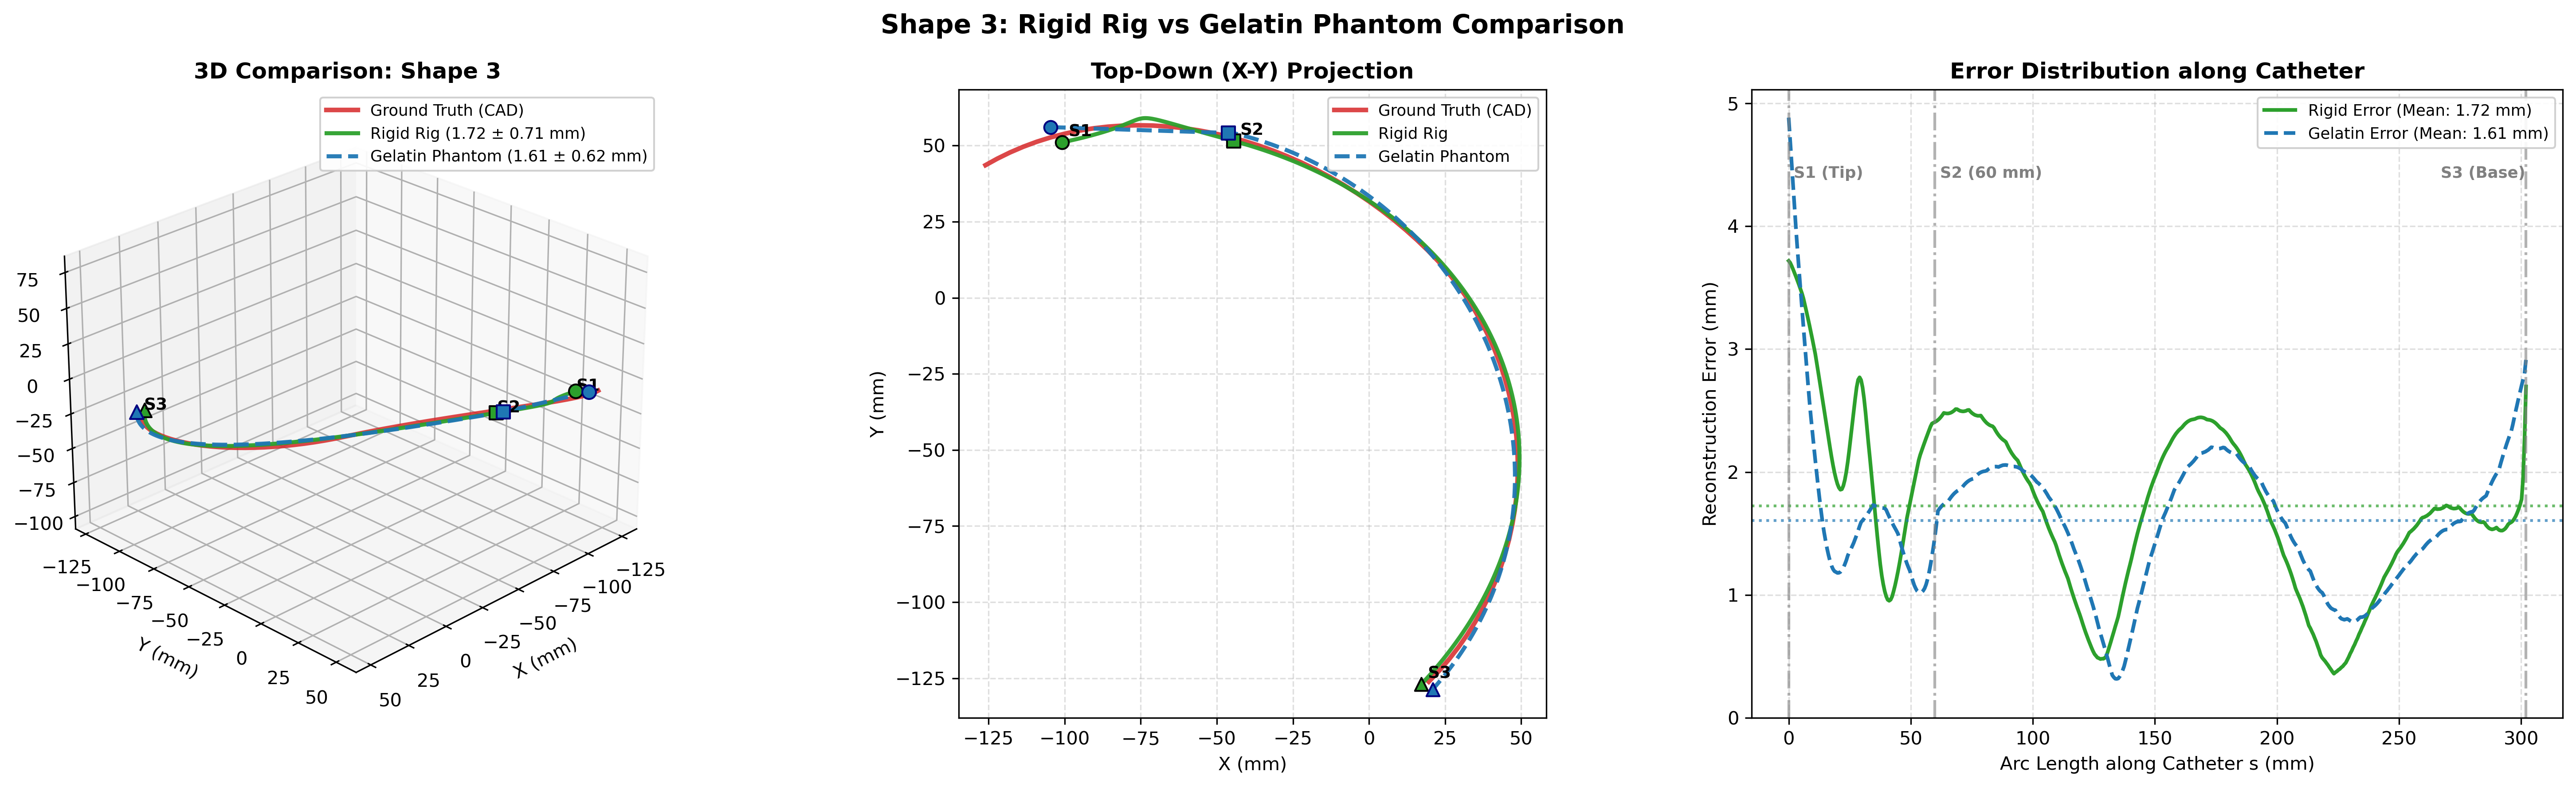 Shape 3: Rigid Rig vs Gelatin Phantom Comparison
3D Comparison: Shape 3
Ground Truth (CAD)
Rigid Rig (1.72 ± 0.71 mm)
Gelatin Phantom (1.61 ± 0.62 mm)
75
50
25
0
−25
−50
−75
−100
S3
S2
S1
−125
−100
−75
−50
−25
0
25
50
Y (mm)
50
25
0
−25
−50
−75
−100
−125
X (mm)
Top-Down (X-Y) Projection
Ground Truth (CAD)
Rigid Rig
Gelatin Phantom
S1
S2
S3
50
25
0
−25
−50
−75
−100
−125
Y (mm)
−125
−100
−75
−50
−25
0
25
50
X (mm)
Error Distribution along Catheter
Rigid Error (Mean: 1.72 mm)
Gelatin Error (Mean: 1.61 mm)
S1 (Tip)
S2 (60 mm)
S3 (Base)
5
4
3
2
1
0
Reconstruction Error (mm)
0
50
100
150
200
250
300
Arc Length along Catheter s (mm)